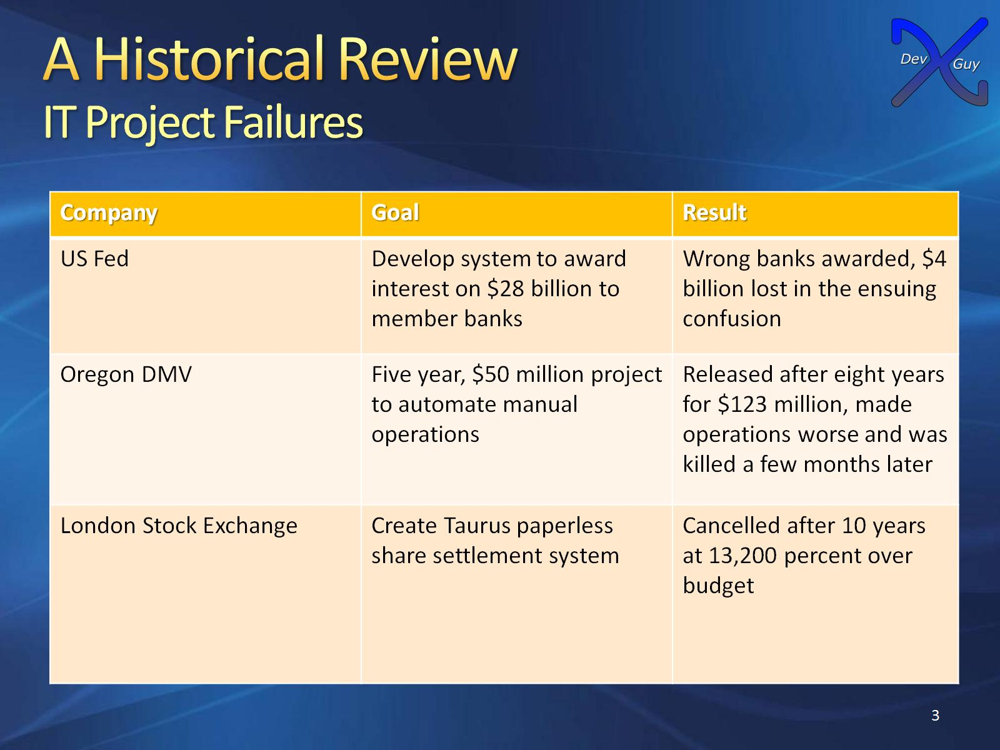 A Historical Review
IT Project Failures
Dev Guy
Company Goal Result
US Fed
Develop system to award
interest on $28 billion to
member banks
Wrong banks awarded, $4
billion lost in the ensuing
confusion
Oregon DMV
Five year, $50 million project
to automate manual
operations
Released after eight years
for $123 million, made
operations worse and was
killed a few months later
London Stock Exchange
Create Taurus paperless
share settlement system
Cancelled after 10 years
at 13,200 percent over
budget
3